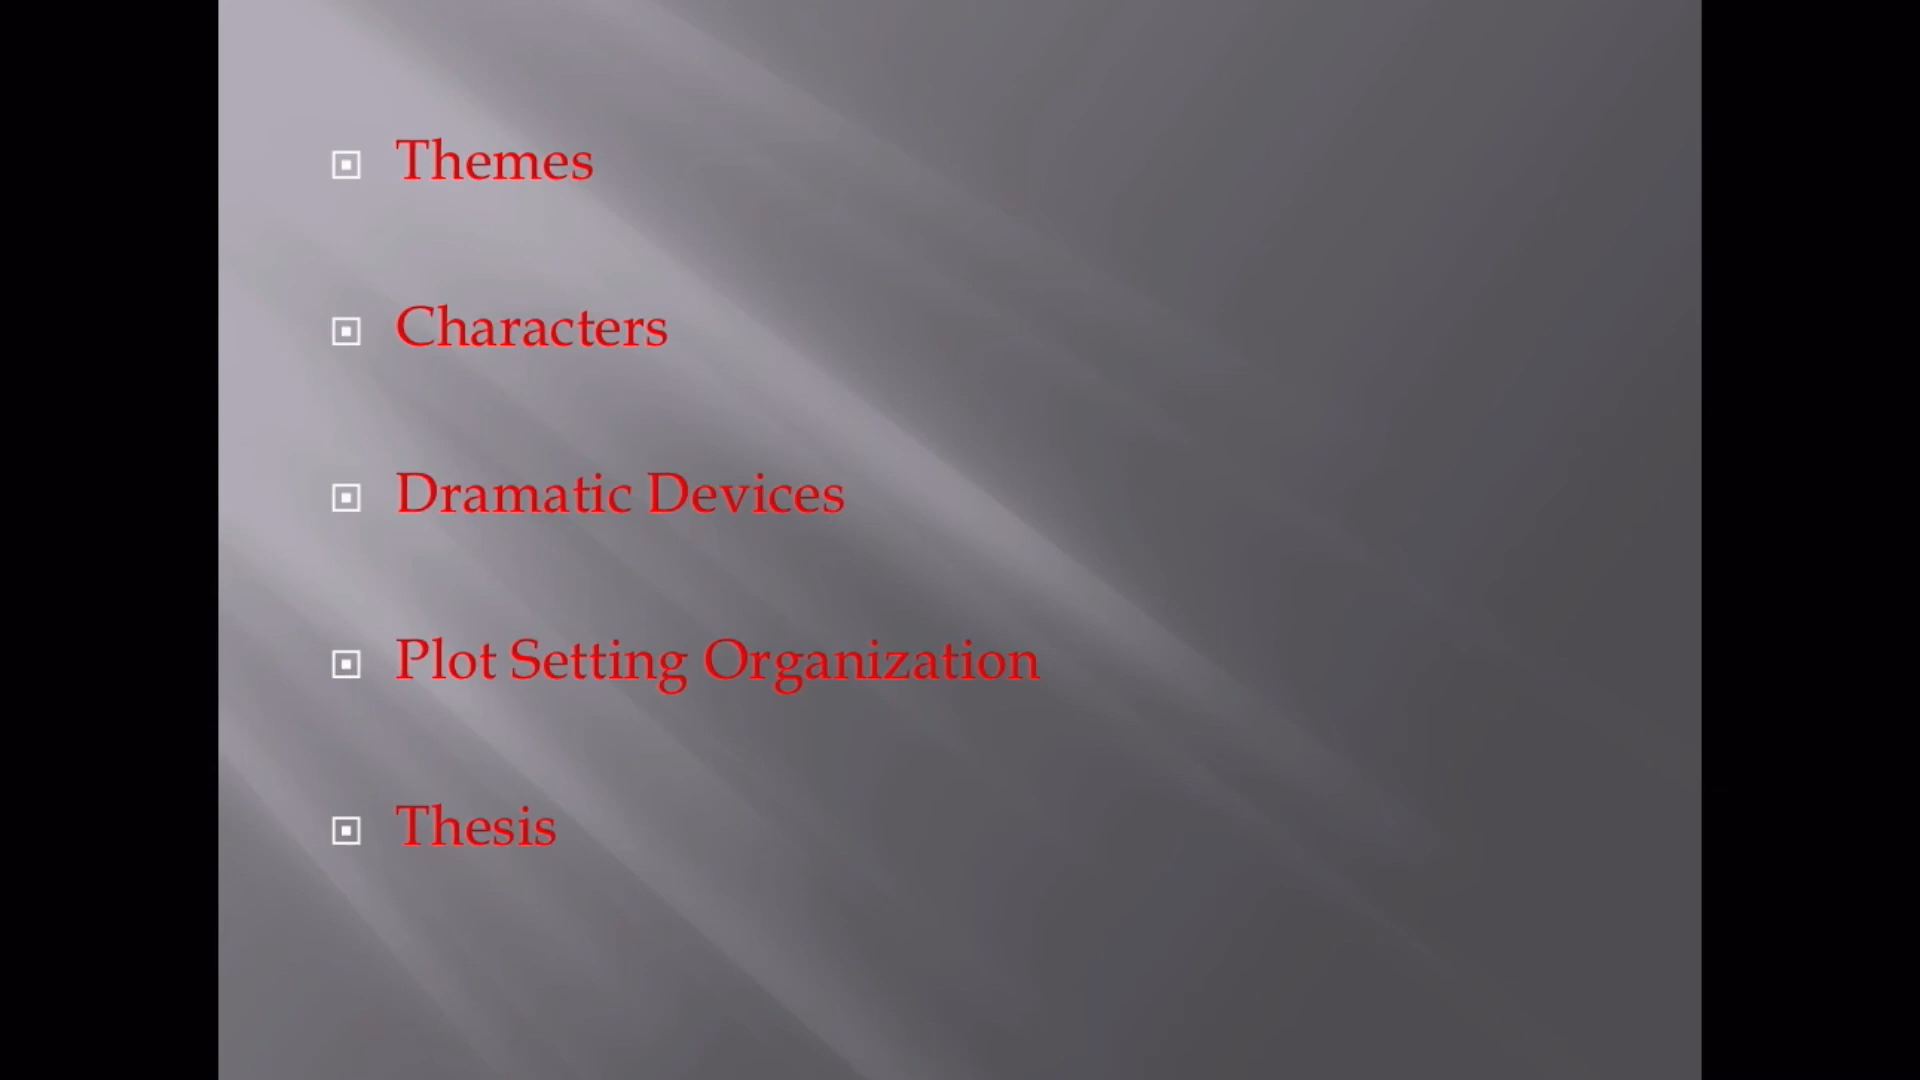 Themes
Characters
Dramatic Devices
Plot Setting Organization
Thesis